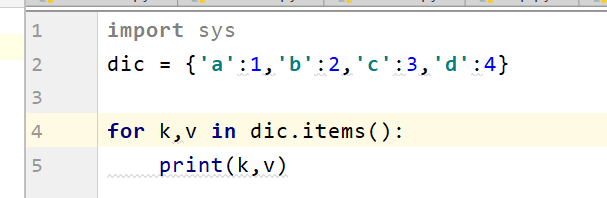 1 import sys
2 dic = {'a':1,'b':2,'c':3,'d':4}
3
4 for k,v in dic.items():
5     print(k,v)